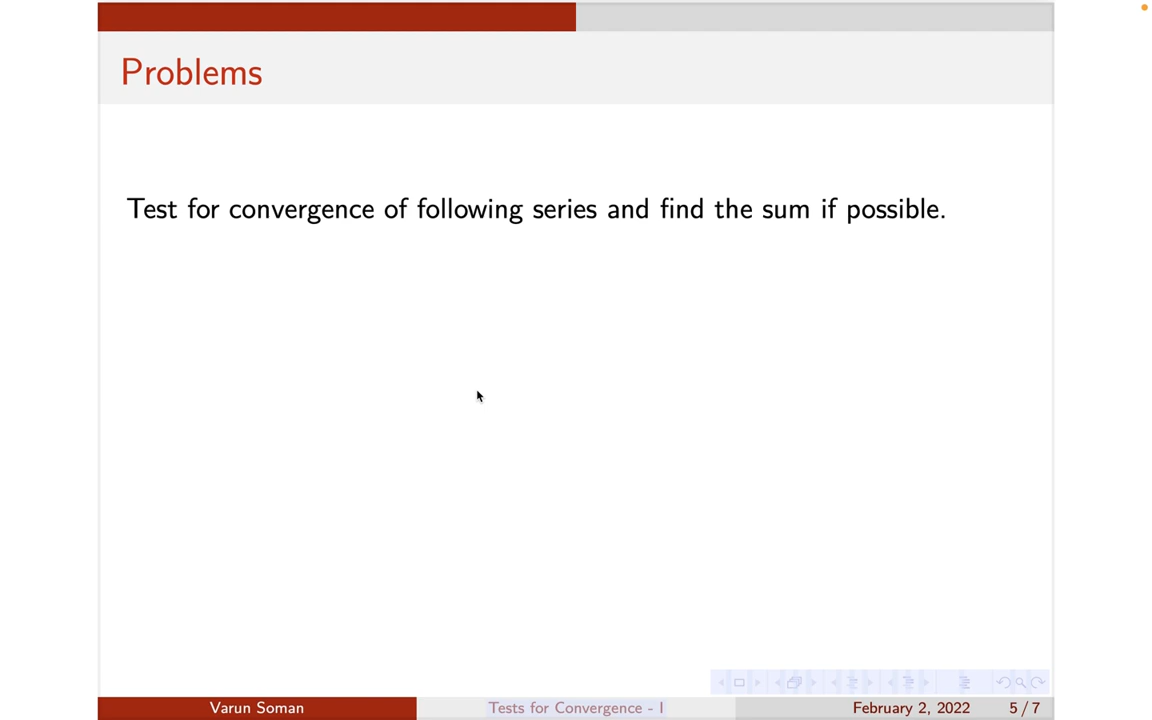 Problems
Test for convergence of following series and find the sum if possible.
Varun Soman Tests for Convergence - I February 2, 2022 5 / 7